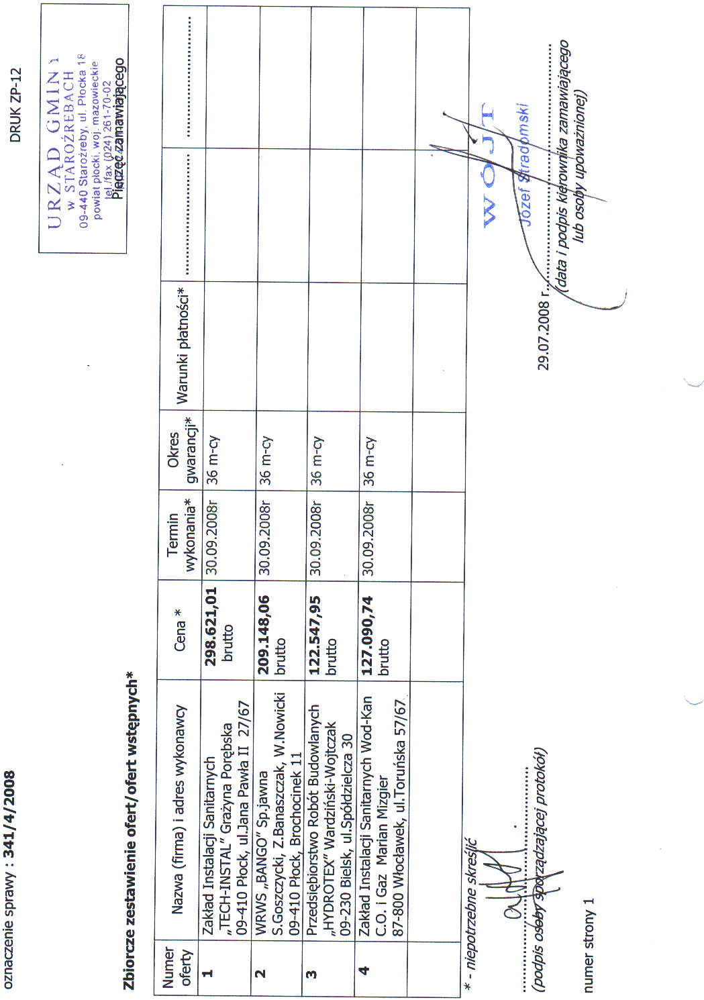 oznaczenie sprawy : 341/4/2008
DRUK ZP-12
URZĄD GMINY
w STAROŹREBACH
09-440 Staroźreby, ul. Płocka 18
powiat płocki, woj. mazowieckie
tel./fax (024) 261-70-02
Pieczęć zamawiającego
Zbiorcze zestawienie ofert/ofert wstępnych*
Numer oferty
Nazwa (firma) i adres wykonawcy
Cena *
Termin wykonania*
Okres gwarancji*
Warunki płatności*
..............................
..............................
1
Zakład Instalacji Sanitarnych
„TECH-INSTAL” Grażyna Porębska
09-410 Płock, ul.Jana Pawła II 27/67
298.621,01
brutto
30.09.2008r
36 m-cy
2
WRWS „BANGO” Sp.jawna
S.Goszczycki, Z.Banaszczak, W.Nowicki
09-410 Płock, Brochocinek 11
209.148,06
brutto
30.09.2008r
36 m-cy
3
Przedsiębiorstwo Robót Budowlanych
„HYDROTEX” Wardziński-Wojtczak
09-230 Bielsk, ul.Spółdzielcza 30
122.547,95
brutto
30.09.2008r
36 m-cy
4
Zakład Instalacji Sanitarnych Wod-Kan
C.O. i Gaz Marian Mizgier
87-800 Włocławek, ul.Toruńska 57/67
127.090,74
brutto
30.09.2008r
36 m-cy
* - niepotrzebne skreślić
WÓJT
Józef Stradomski
(podpis osoby sporządzającej protokół)
29.07.2008 r..............................
(data i podpis kierownika zamawiającego
lub osoby upoważnionej)
numer strony 1